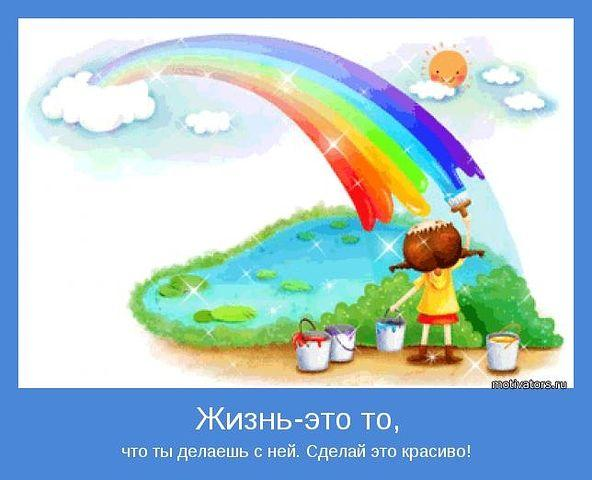 motivators.ru
Жизнь-это то,
что ты делаешь с ней. Сделай это красиво!